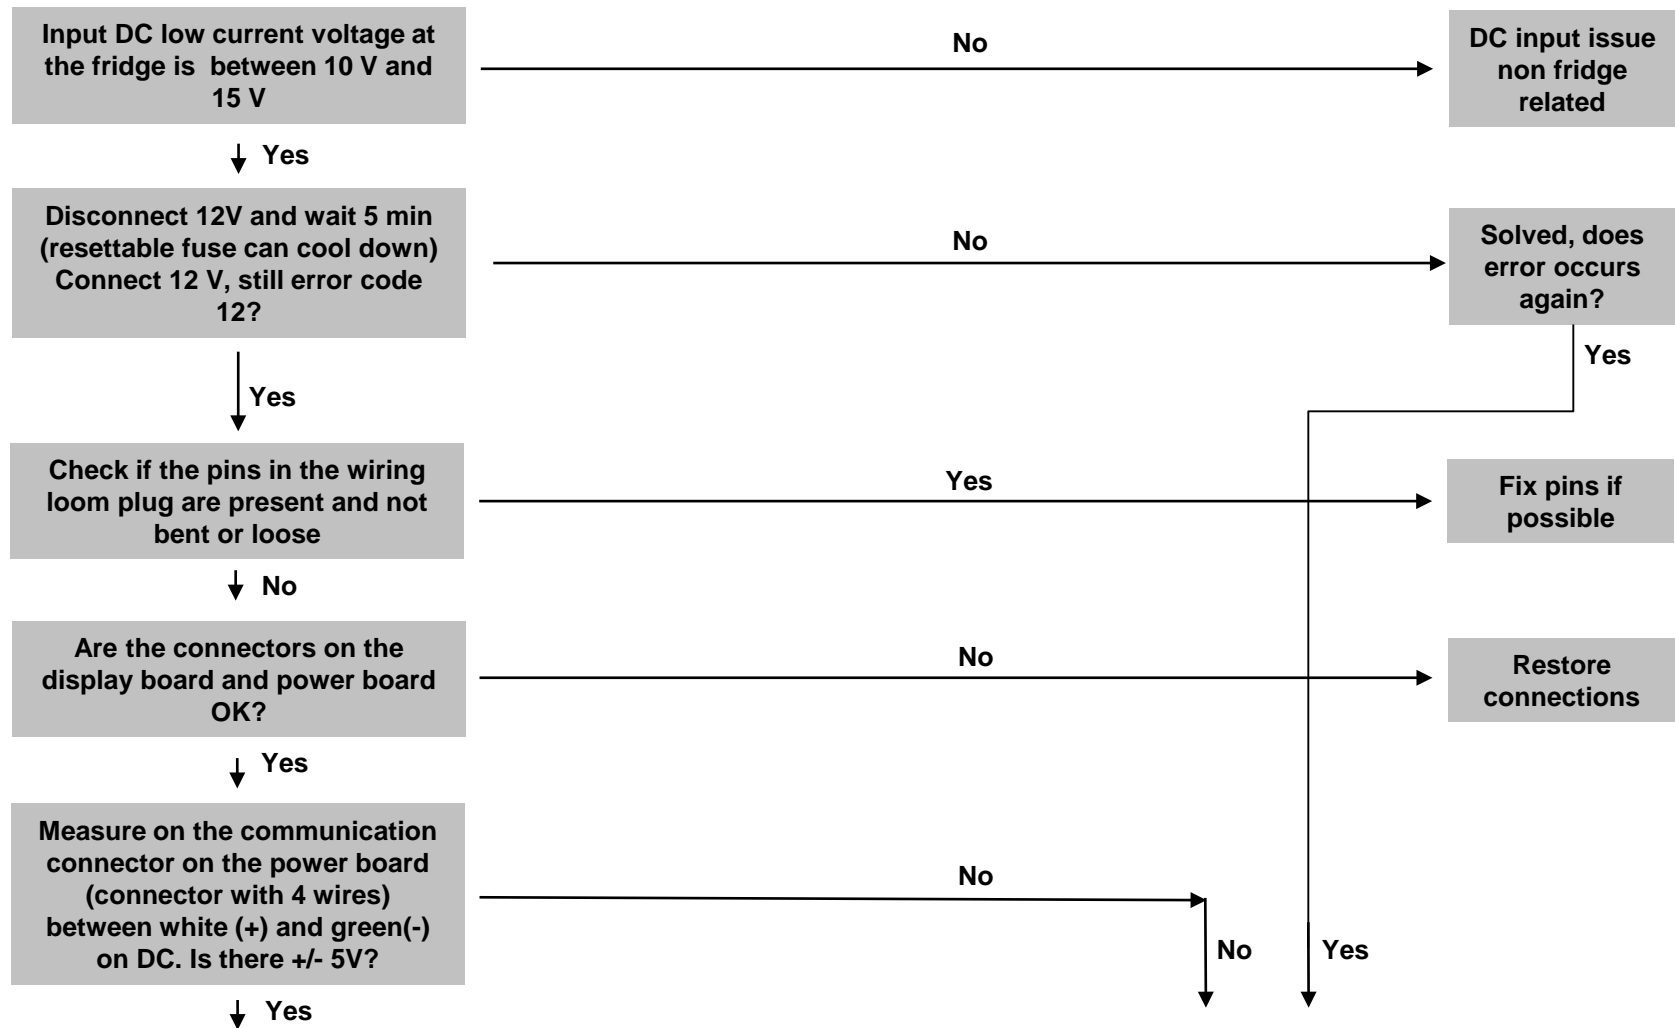 Input DC low current voltage at
the fridge is between 10 V and
15 V
No
DC input issue
non fridge
related
Yes
Disconnect 12V and wait 5 min
(resettable fuse can cool down)
Connect 12 V, still error code
12?
No
Solved, does
error occurs
again?
Yes
Yes
Check if the pins in the wiring
loom plug are present and not
bent or loose
Yes
Fix pins if
possible
No
Are the connectors on the
display board and power board
OK?
No
Restore
connections
Yes
Measure on the communication
connector on the power board
(connector with 4 wires)
between white (+) and green(-)
on DC. Is there +/- 5V?
No
No
Yes
Yes